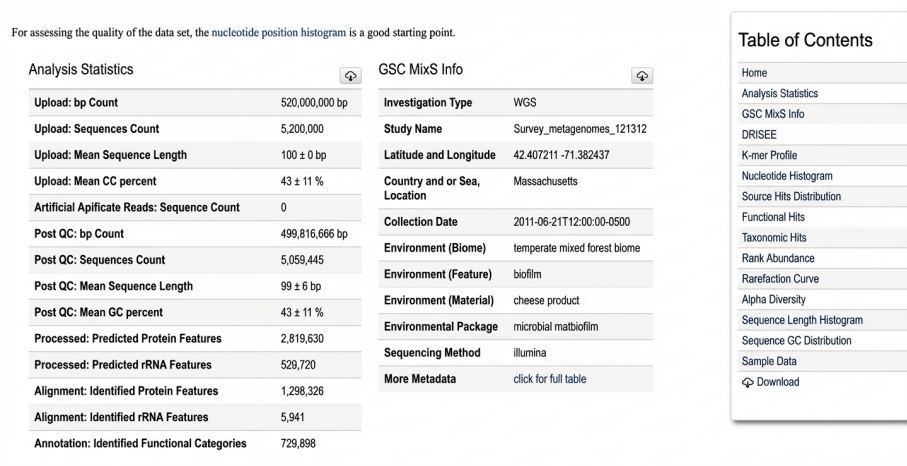 For assessing the quality of the data set, the nucleotide position histogram is a good starting point.
Analysis Statistics
Upload: bp Count 520,000,000 bp
Upload: Sequences Count 5,200,000
Upload: Mean Sequence Length 100 ± 0 bp
Upload: Mean CC percent 43 ± 11 %
Artificial Apificate Reads: Sequence Count 0
Post QC: bp Count 499,816,666 bp
Post QC: Sequences Count 5,059,445
Post QC: Mean Sequence Length 99 ± 6 bp
Post QC: Mean GC percent 43 ± 11 %
Processed: Predicted Protein Features 2,819,630
Processed: Predicted rRNA Features 529,720
Alignment: Identified Protein Features 1,298,326
Alignment: Identified rRNA Features 5,941
Annotation: Identified Functional Categories 729,898
GSC MixS Info
Investigation Type WGS
Study Name Survey_metagenomes_121312
Latitude and Longitude 42.407211 -71.382437
Country and or Sea, Massachusetts
Location
Collection Date 2011-06-21T12:00:00-0500
Environment (Biome) temperate mixed forest biome
Environment (Feature) biofilm
Environment (Material) cheese product
Environmental Package microbial matbiofilm
Sequencing Method illumina
More Metadata click for full table
Table of Contents
Home
Analysis Statistics
GSC MixS Info
DRISEE
K-mer Profile
Nucleotide Histogram
Source Hits Distribution
Functional Hits
Taxonomic Hits
Rank Abundance
Rarefaction Curve
Alpha Diversity
Sequence Length Histogram
Sequence GC Distribution
Sample Data
Download